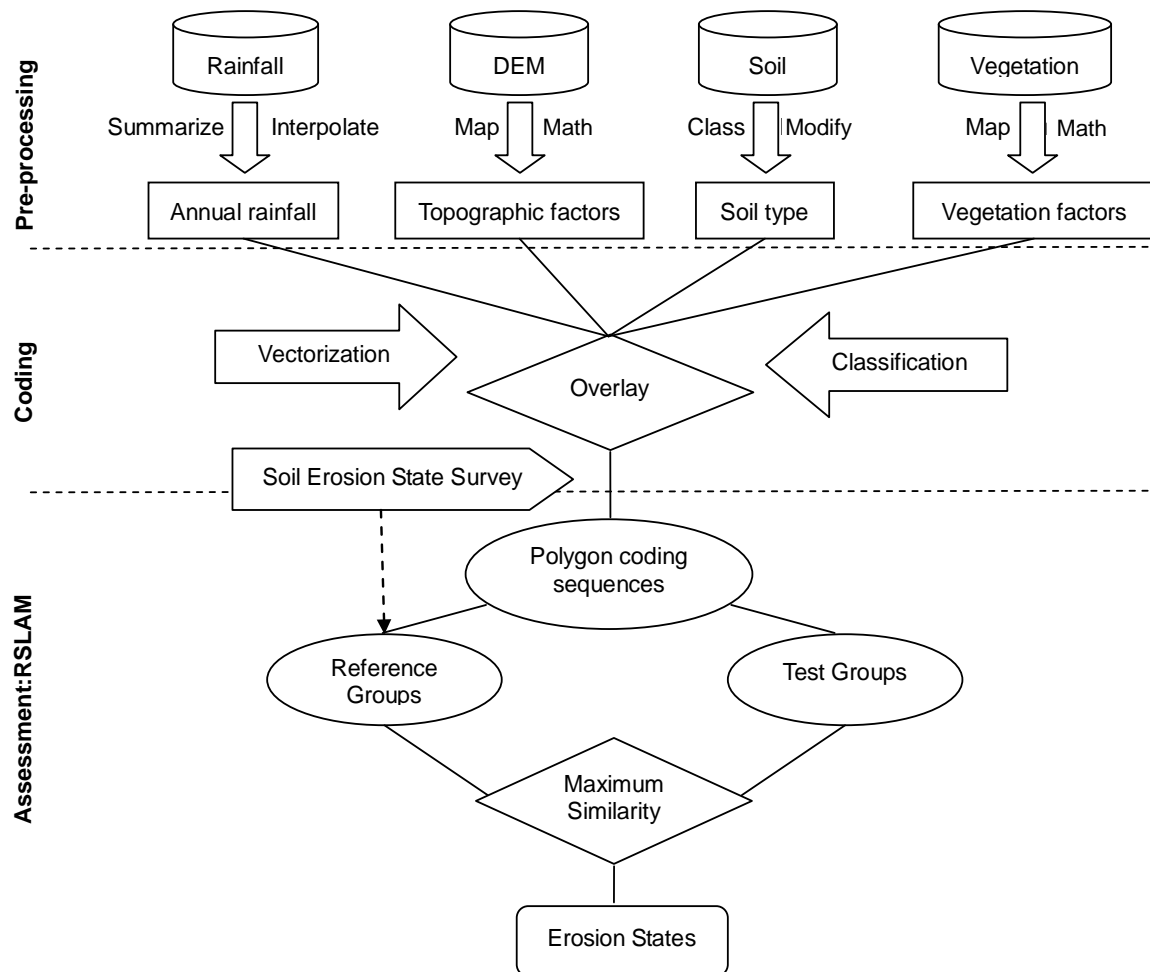 Pre-processing
Rainfall
DEM
Soil
Vegetation
Summarize
Interpolate
Map
Math
Class
Modify
Map
Math
Annual rainfall
Topographic factors
Soil type
Vegetation factors
Coding
Vectorization
Classification
Overlay
Soil Erosion State Survey
Assessment:RSLAM
Polygon coding
sequences
Reference
Groups
Test Groups
Maximum
Similarity
Erosion States